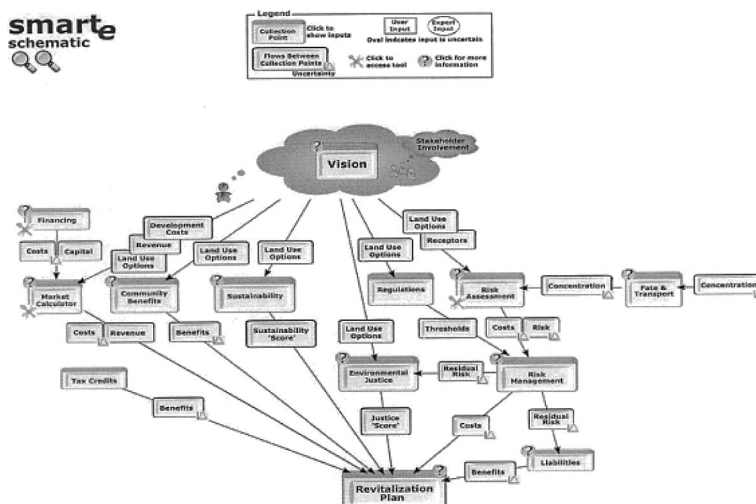 smarte
schematic
Legend
Collection
Point
Click to
show inputs
User
Input
Expert
Input
Oval indcates input is uncertain
Flows Between
Collection Points
Uncertainty
Click to
access tool
Click for more
information
Stakeholder
Involvement
Vision
Financing
Costs
Capital
Development
Costs
Revenue
Land Use
Options
Land Use
Options
Land Use
Options
Land Use
Options
Land Use
Options
Receptors
Market
Calculator
Community
Benefits
Sustainability
Regulations
Risk
Assessment
Concentration
Fate &
Transport
Concentration
Costs
Revenue
Benefits
Sustainability
'Score'
Land Use
Options
Thresholds
Costs
Risk
Tax Credits
Benefits
Environmental
Justice
Residual
Risk
Risk
Management
Justice
'Score'
Costs
Residual
Risk
Benefits
Liabilities
Revitalization
Plan